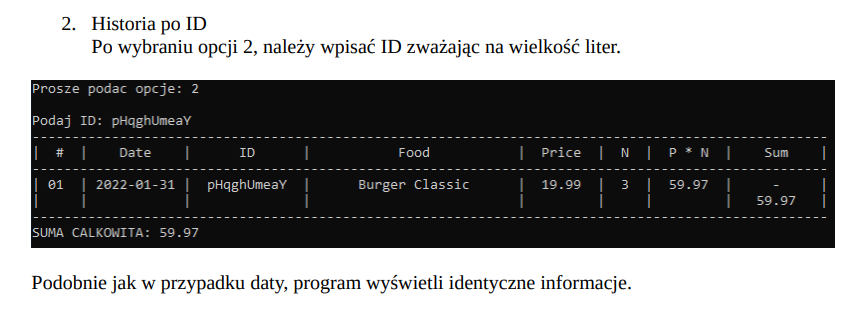 2. Historia po ID
Po wybraniu opcji 2, należy wpisać ID zważając na wielkość liter.
Prosze podac opcje: 2
Podaj ID: pHqghUmeaY
--------------------------------------------------------------------------------------------------
| # | Date | ID | Food | Price | N | P * N | Sum |
--------------------------------------------------------------------------------------------------
| 01 | 2022-01-31 | pHqghUmeaY | Burger Classic | 19.99 | 3 | 59.97 | - |
| | | | | | | | 59.97 |
--------------------------------------------------------------------------------------------------
SUMA CALKOWITA: 59.97
Podobnie jak w przypadku daty, program wyświetli identyczne informacje.